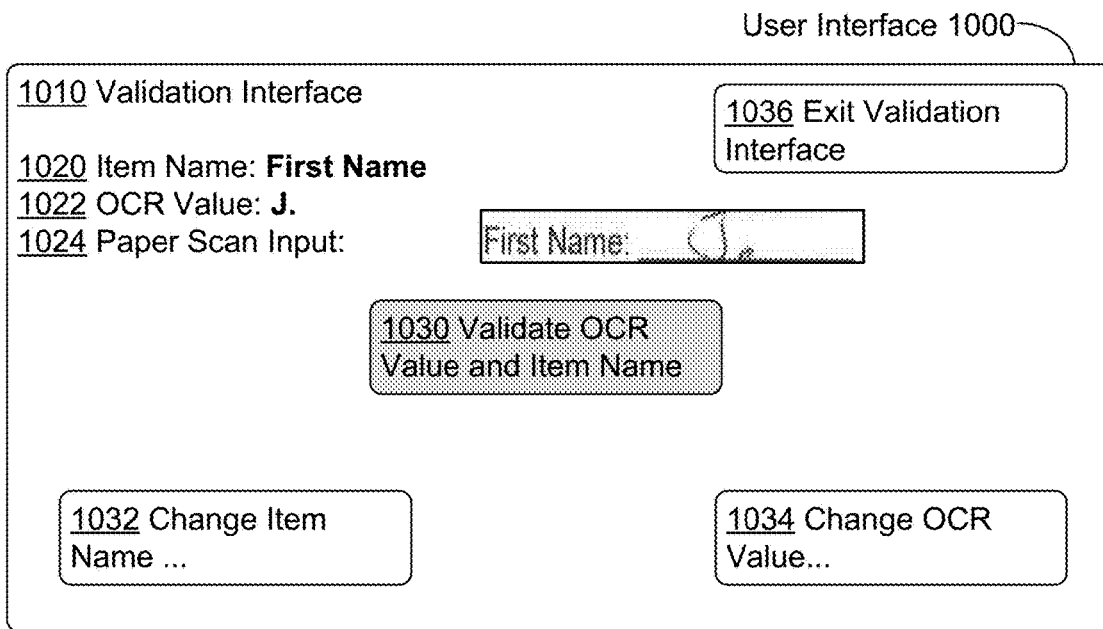 User Interface 1000
1010 Validation Interface
1036 Exit Validation
Interface
1020 Item Name: First Name
1022 OCR Value: J.
1024 Paper Scan Input:
First Name: J.
1030 Validate OCR
Value and Item Name
1032 Change Item
Name ...
1034 Change OCR
Value...